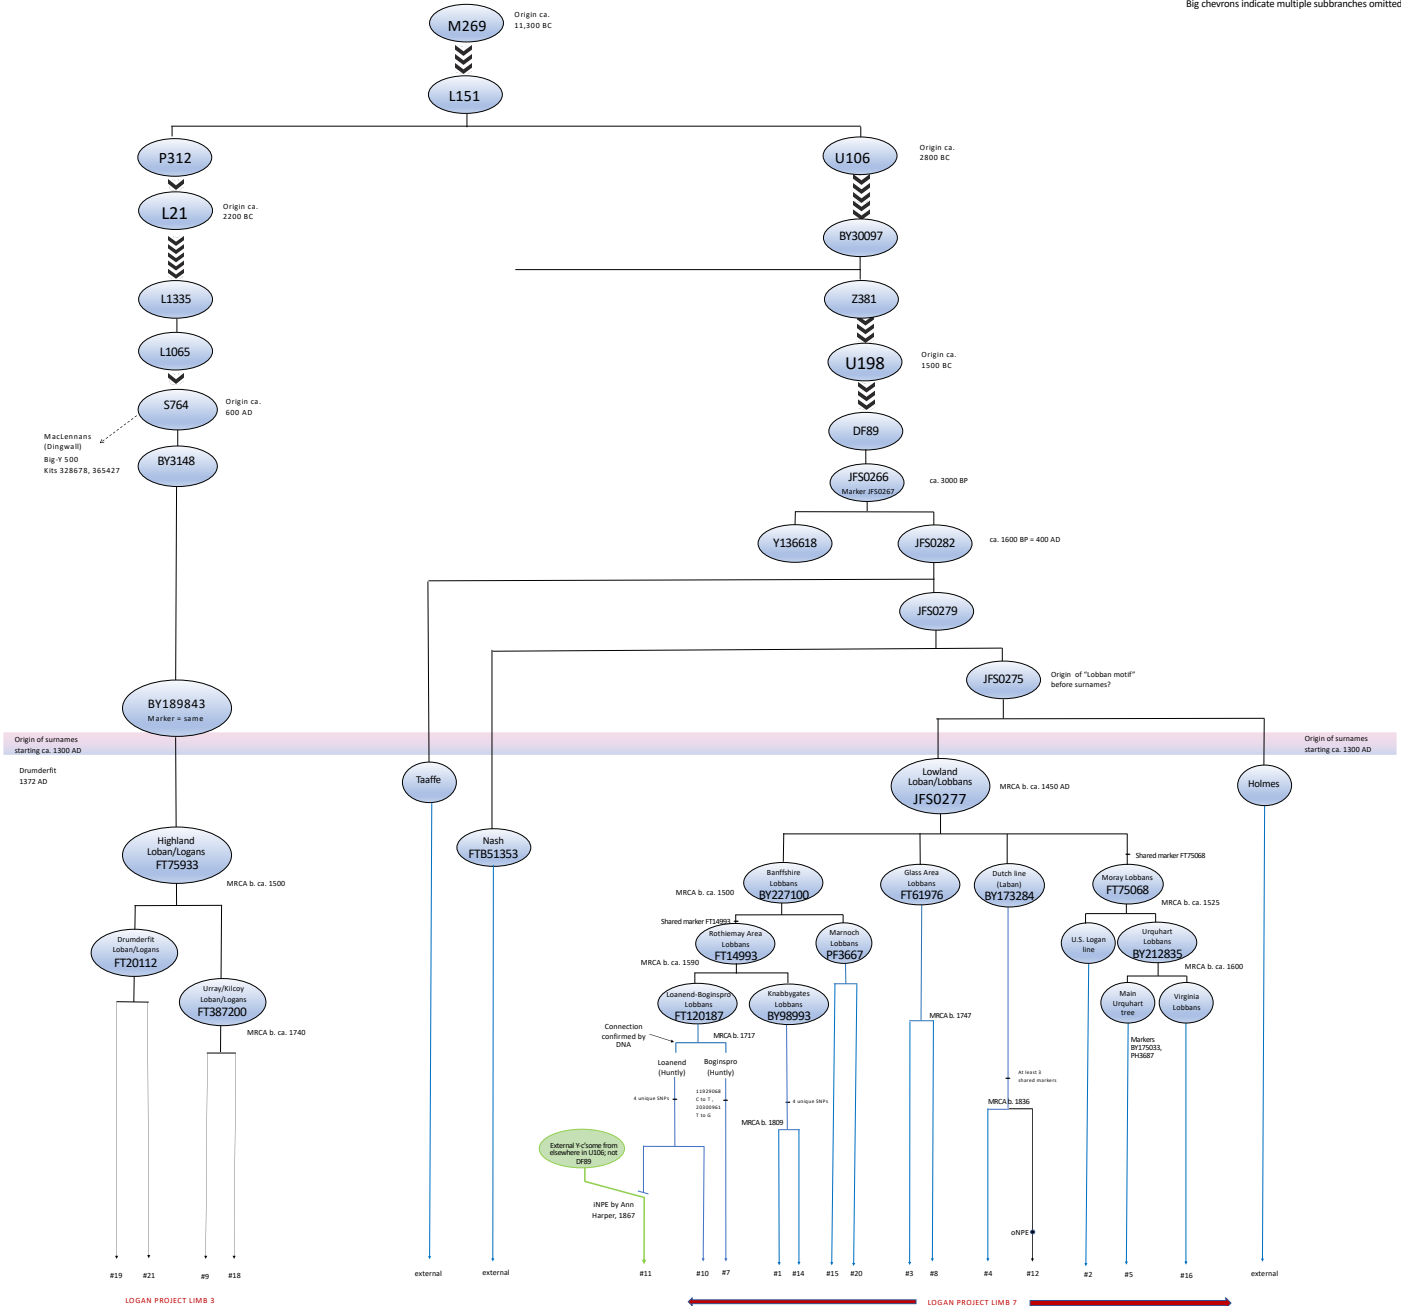 Big chevrons indicate multiple subbranches omitted
M269
Origin ca.
11,300 BC
L151
P312
U106
Origin ca.
2800 BC
L21
Origin ca.
2200 BC
BY30097
L1335
Z381
L1065
U198
Origin ca.
1500 BC
S764
Origin ca.
600 AD
DF89
MacLennans
(Dingwall)
Big-Y 500
Kits 328678, 365427
BY3148
JFS0266
Marker JFS0267
ca. 3000 BP
Y136618
JFS0282
ca. 1600 BP = 400 AD
JFS0279
JFS0275
Origin of "Lobban motif"
before surnames?
BY189843
Marker = same
Origin of surnames
starting ca. 1300 AD
Origin of surnames
starting ca. 1300 AD
Drumderfit
1372 AD
Taaffe
Lowland
Loban/Lobbans
JFS0277
MRCA b. ca. 1450 AD
Holmes
Highland
Loban/Logans
FT75933
Nash
FTB51353
MRCA b. ca. 1500
Shared marker FT75068
Banffshire
Lobbans
BY227100
MRCA b. ca. 1500
Glass Area
Lobbans
FT61976
Dutch line
(Laban)
BY173284
Moray Lobbans
FT75068
MRCA b. ca. 1525
Shared marker FT14993
Drumderfit
Loban/Logans
FT20112
Rothiemay Area
Lobbans
FT14993
MRCA b. ca. 1590
Marnoch
Lobbans
PF3667
U.S. Logan
line
Urquhart
Lobbans
BY212835
MRCA b. ca. 1600
Urray/Kilcoy
Loban/Logans
FT387200
MRCA b. ca. 1740
Loanend-Boginspro
Lobbans
FT120187
Knabbygates
Lobbans
BY98993
Main
Urquhart
tree
Virginia
Lobbans
MRCA b. 1747
Connection
confirmed by
DNA
MRCA b. 1717
Markers
BY175033,
PH3687
Loanend
(Huntly)
Boginspro
(Huntly)
At least 3
shared markers
4 unique SNPs
11929068
C to T ,
20300961
T to G
4 unique SNPs
MRCA b. 1836
MRCA b. 1809
External Y-c'some from
elsewhere in U106; not
DF89
iNPE by Ann
Harper, 1867
oNPE
#19
#21
#9
#18
external
external
#11
#10
#7
#1
#14
#15
#20
#3
#8
#4
#12
#2
#5
#16
external
LOGAN PROJECT LIMB 3
LOGAN PROJECT LIMB 7